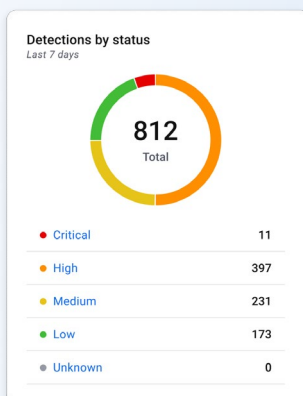 Detections by status
Last 7 days
812
Total
Critical 11
High 397
Medium 231
Low 173
Unknown 0